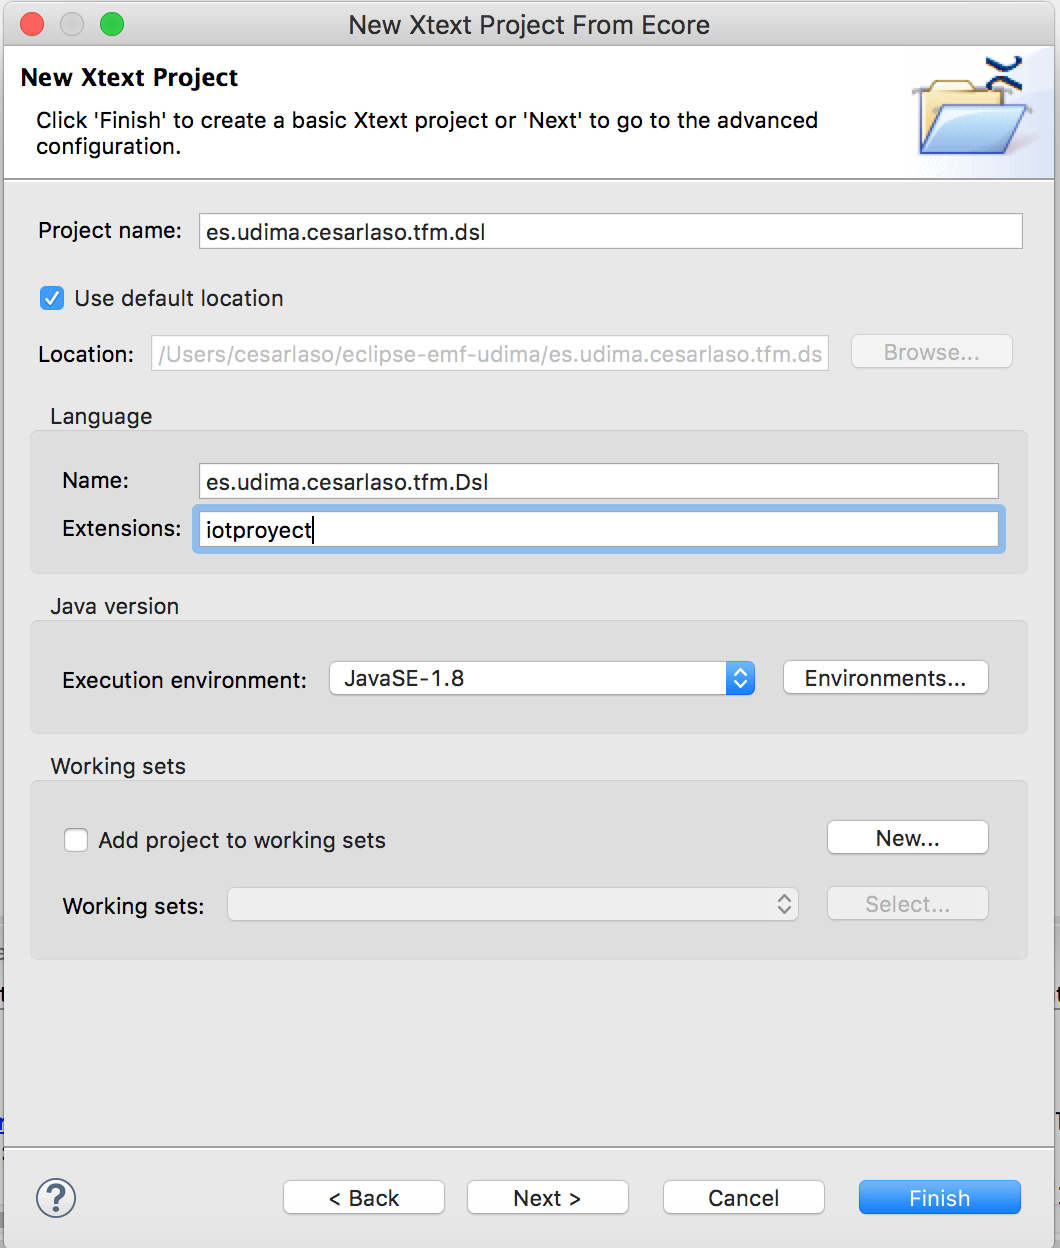 New Xtext Project From Ecore
New Xtext Project
Click 'Finish' to create a basic Xtext project or 'Next' to go to the advanced
configuration.
Project name: es.udima.cesarlaso.tfm.dsl
Use default location
Location: /Users/cesarlaso/eclipse-emf-udima/es.udima.cesarlaso.tfm.ds Browse...
Language
Name: es.udima.cesarlaso.tfm.Dsl
Extensions: iotproyect
Java version
Execution environment: JavaSE-1.8 Environments...
Working sets
Add project to working sets New...
Working sets: Select...
? < Back Next > Cancel Finish